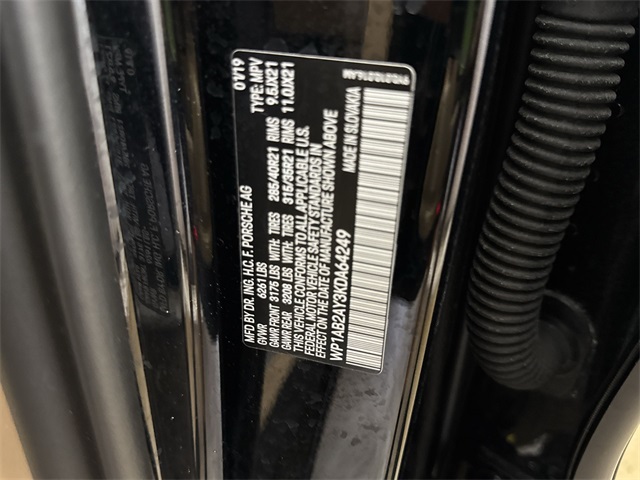 MFD BY DR. ING. H.C. F. PORSCHE AG 01/19
GVWR 6261 LBS TYPE: MPV
GAWR FRONT 3176 LBS WITH: TIRES 285/40R21 RIMS 9.5JX21
GAWR REAR 3208 LBS WITH: TIRES 315/35R21 RIMS 11.0JX21
THIS VEHICLE CONFORMS TO ALL APPLICABLE U.S.
FEDERAL MOTOR VEHICLE SAFETY STANDARDS IN
EFFECT ON THE DATE OF MANUFACTURE SHOWN ABOVE
WP1AB2AY3KDA64249
MADE IN SLOVAKIA